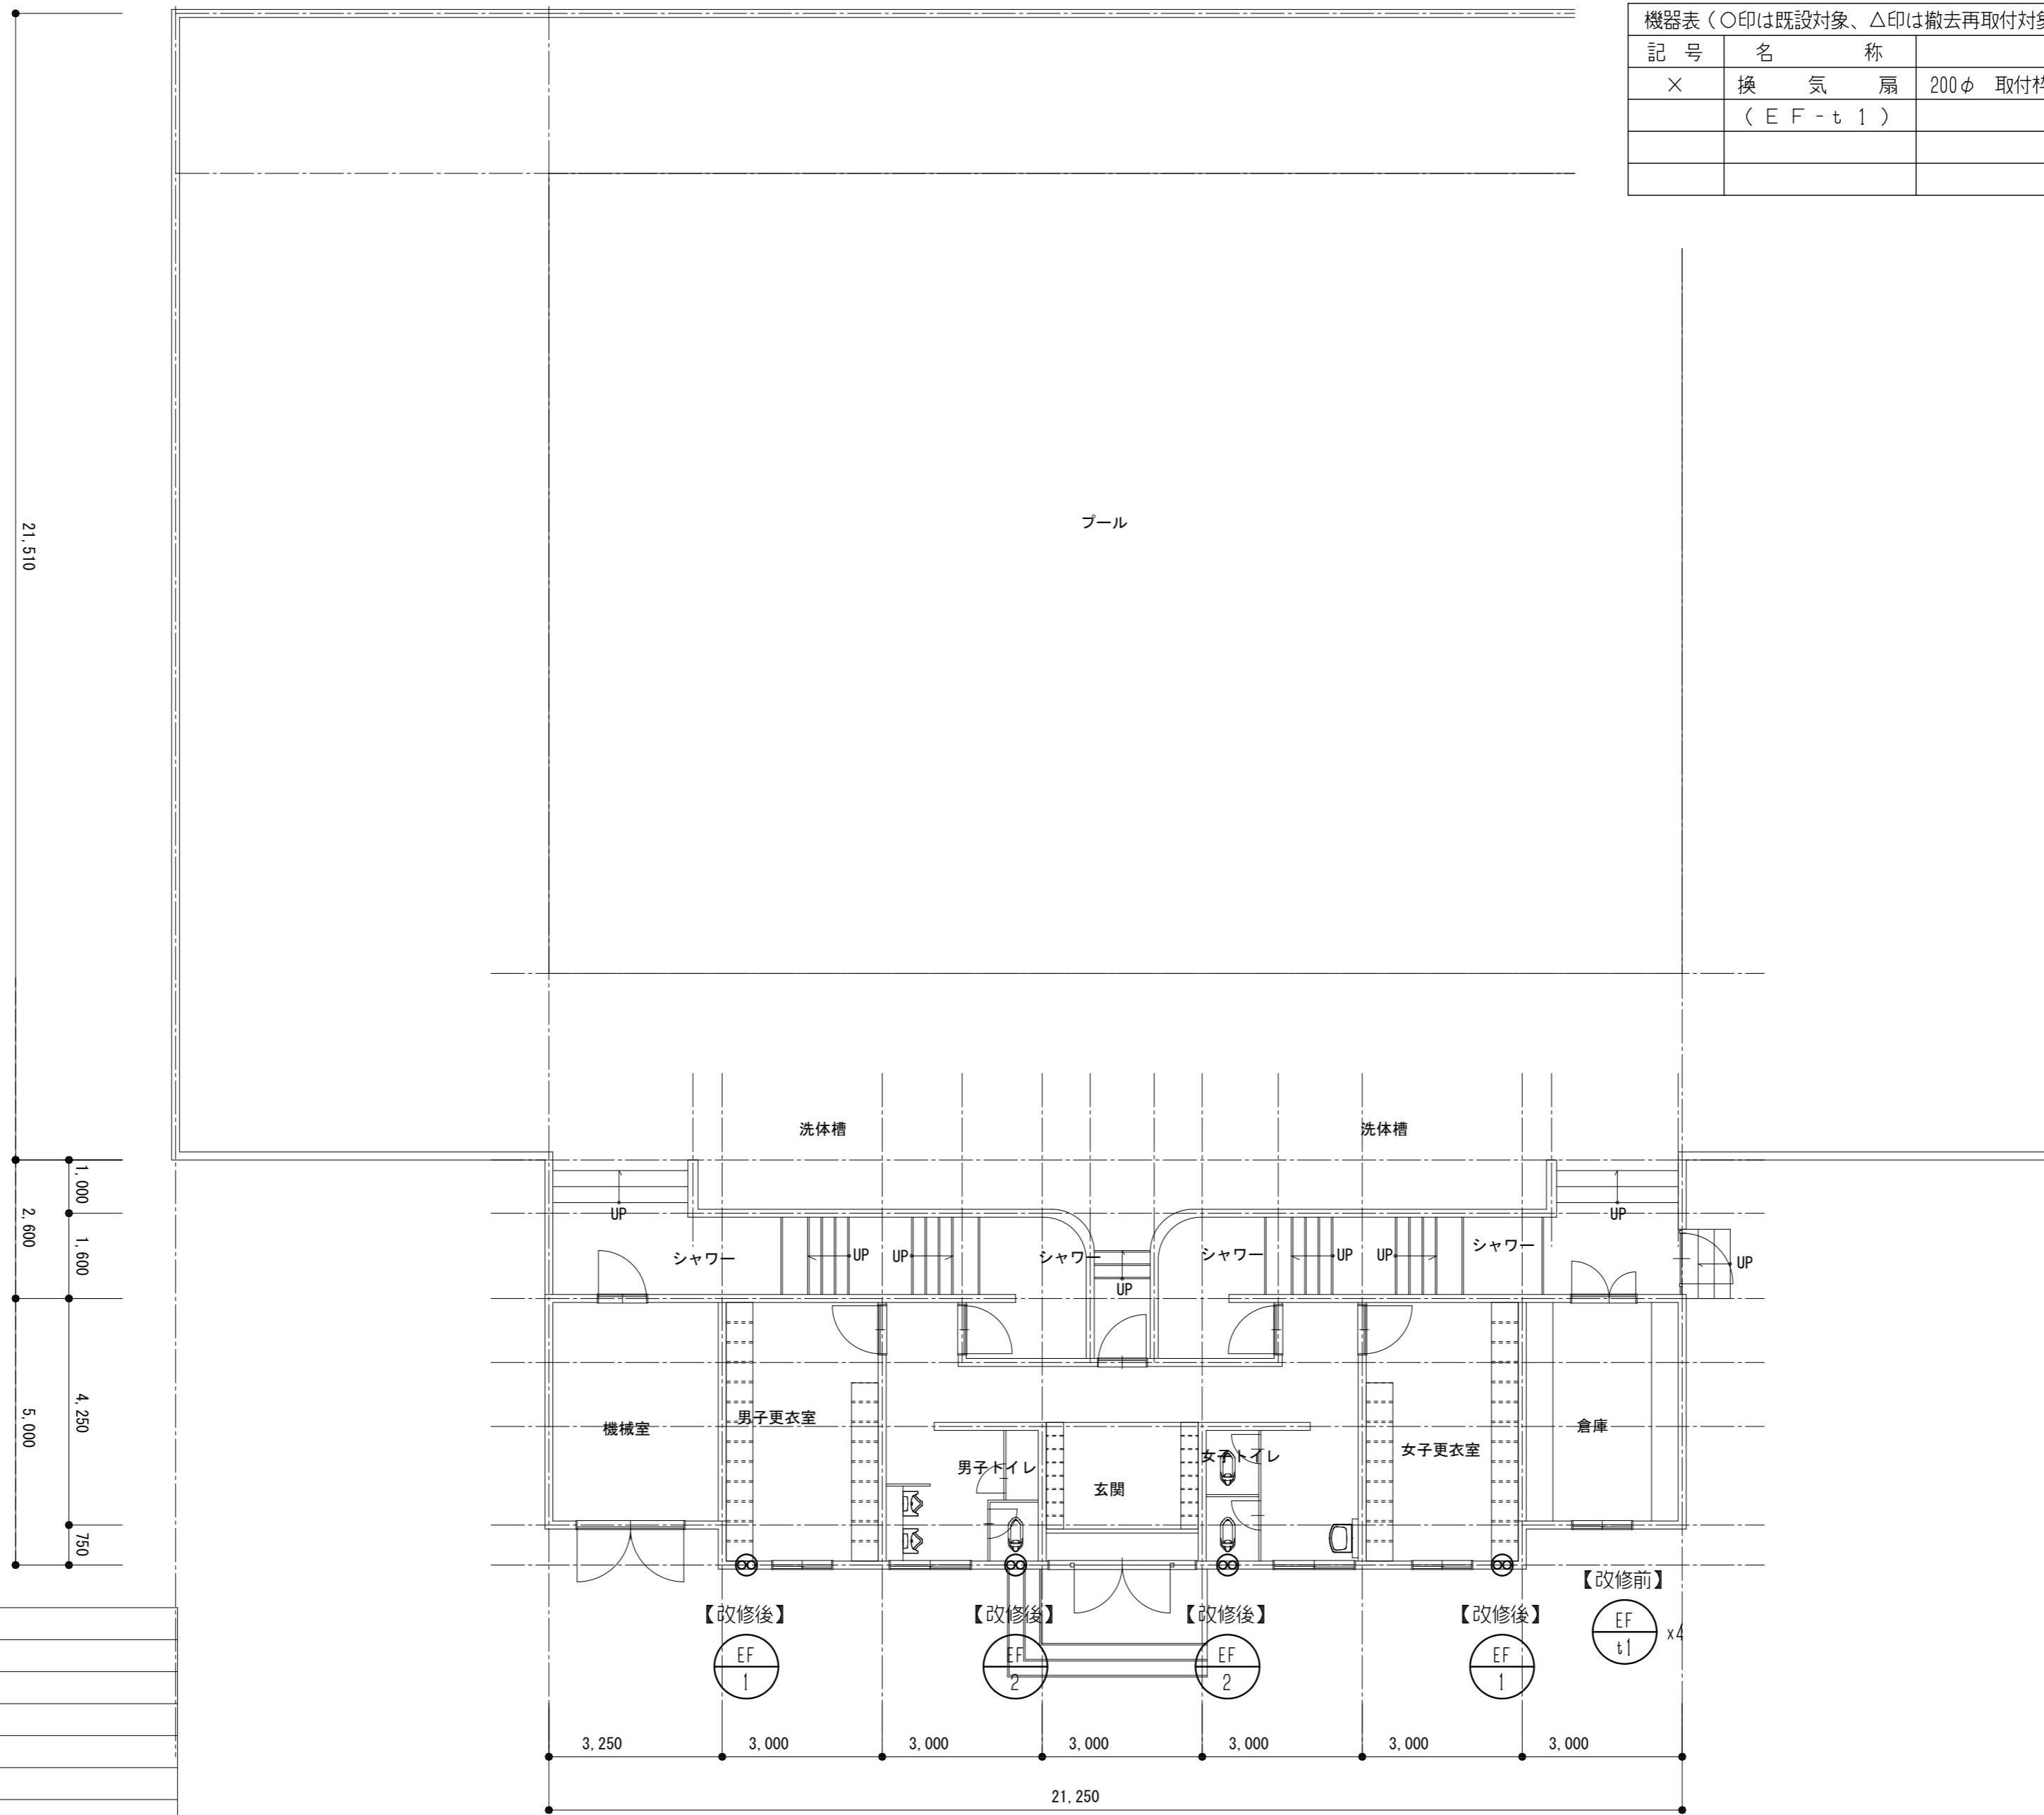 機器表（○印は既設対象、△印は撤去再取付対象
記 号 名 称
× 換 気 扇 200φ 取付枠
（ＥＦ-ｔ１）
プール
21,510
洗体槽 洗体槽
1,000
2,600
1,600
UP UP
シャワー UP UP シャワー シャワー UP UP シャワー UP
UP
4,250
5,000
750
機械室 男子更衣室 男子トイレ 玄関 女子トイレ 女子更衣室 倉庫
【改修前】
EF
t1
x4
【改修後】 【改修後】 【改修後】 【改修後】
EF EF EF EF
1 2 2 1
3,250 3,000 3,000 3,000 3,000 3,000 3,000
21,250